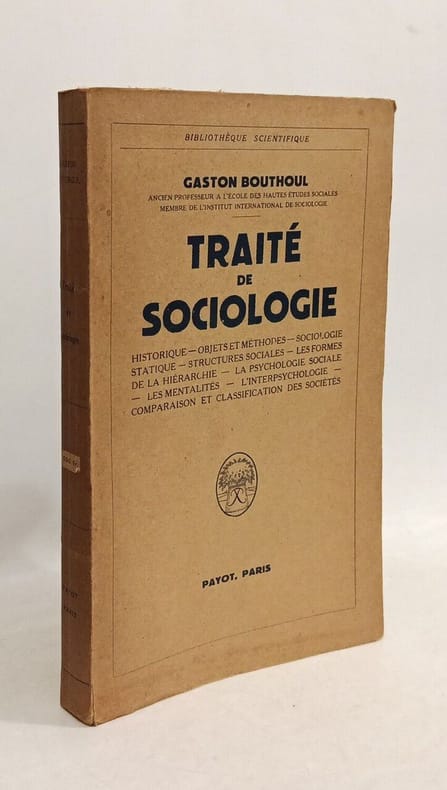 BIBLIOTHÈQUE SCIENTIFIQUE
GASTON BOUTHOUL
ANCIEN PROFESSEUR A L'ÉCOLE DES HAUTES ÉTUDES SOCIALES
MEMBRE DE L'INSTITUT INTERNATIONAL DE SOCIOLOGIE
TRAITÉ
DE
SOCIOLOGIE
HISTORIQUE — OBJETS ET MÉTHODES — SOCIOLOGIE
STATIQUE — STRUCTURES SOCIALES — LES FORMES
DE LA HIÉRARCHIE — LA PSYCHOLOGIE SOCIALE
— LES MENTALITÉS — L'INTERPSYCHOLOGIE —
COMPARAISON ET CLASSIFICATION DES SOCIÉTÉS
PAYOT, PARIS
PAYOT
PARIS